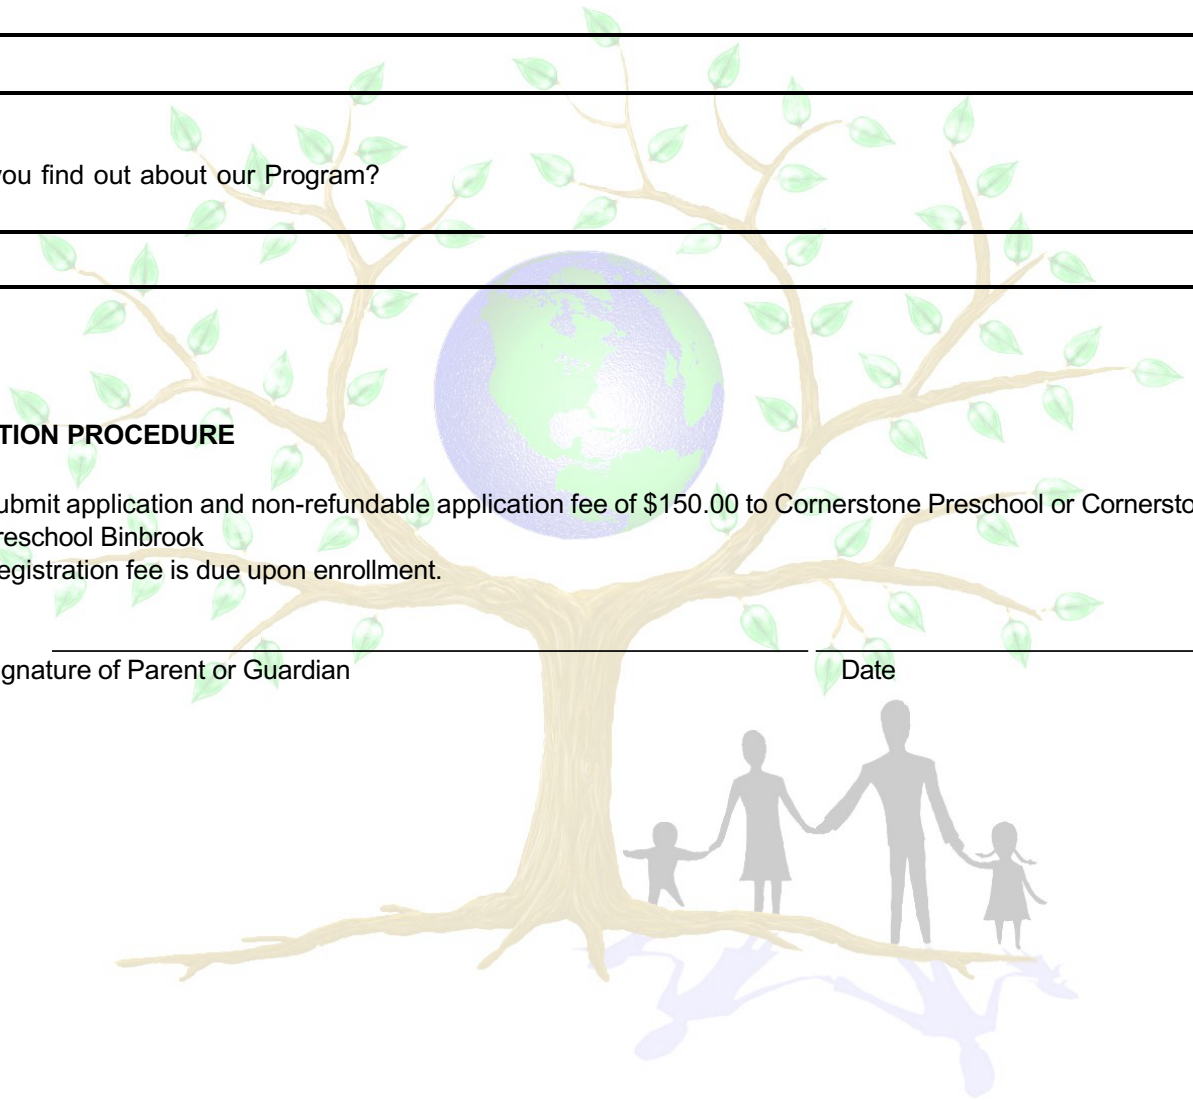 you find out about our Program?
TION PROCEDURE
ubmit application and non-refundable application fee of $150.00 to Cornerstone Preschool or Cornersto
reschool Binbrook
egistration fee is due upon enrollment.
gnature of Parent or Guardian Date